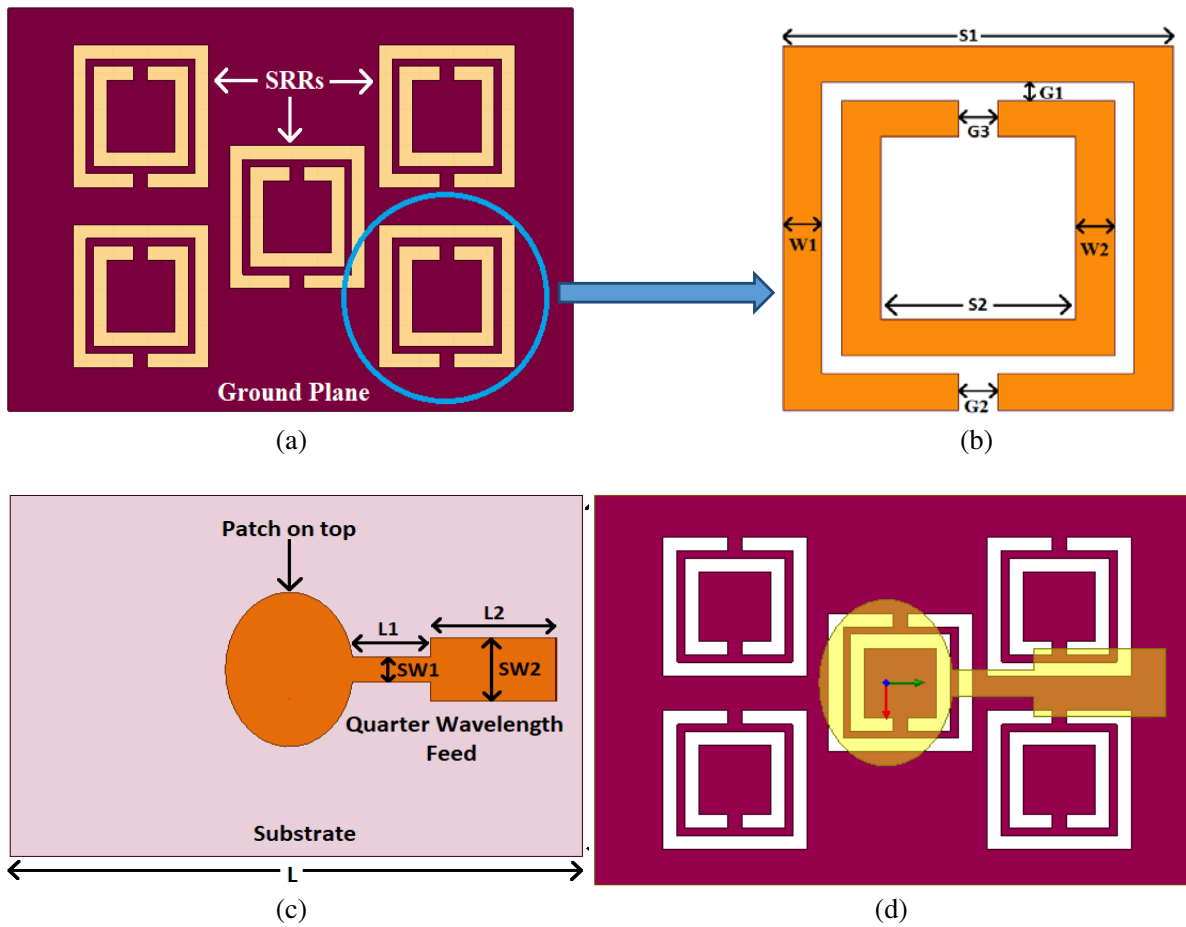 SRRs
Ground Plane
(a)
S1
G1
G3
W1
W2
S2
G2
(b)
Patch on top
L1
L2
SW1
SW2
Quarter Wavelength
Feed
Substrate
L
(c)
(d)